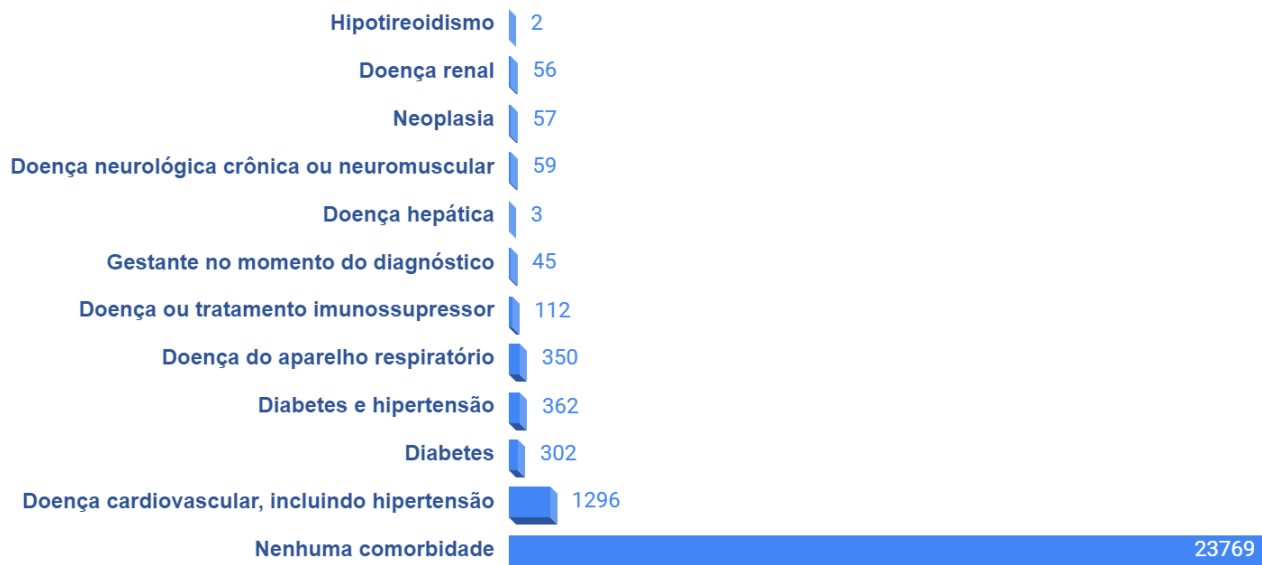 Hipotireoidismo 2
Doença renal 56
Neoplasia 57
Doença neurológica crônica ou neuromuscular 59
Doença hepática 3
Gestante no momento do diagnóstico 45
Doença ou tratamento imunossupressor 112
Doença do aparelho respiratório 350
Diabetes e hipertensão 362
Diabetes 302
Doença cardiovascular, incluindo hipertensão 1296
Nenhuma comorbidade 23769